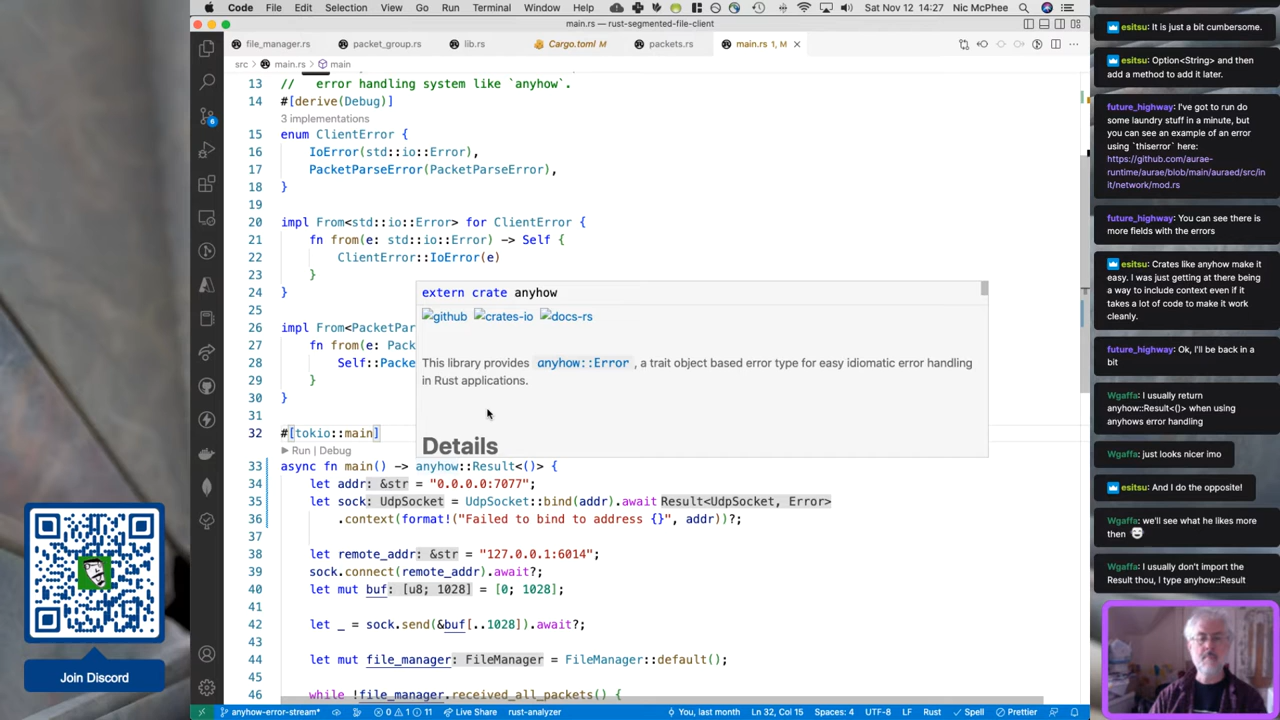 Code File Edit Selection View Go Run Terminal Window Help Sat Nov 12 14:27 Nic McPhee
main.rs — rust-segmented-file-client
file_manager.rs packet_group.rs lib.rs Cargo.toml M packets.rs main.rs 1, M
src > main.rs > main
13 // error handling system like `anyhow`.
14 #[derive(Debug)]
3 implementations
15 enum ClientError {
16 IoError(std::io::Error),
17 PacketParseError(PacketParseError),
18 }
19
20 impl From<std::io::Error> for ClientError {
21 fn from(e: std::io::Error) -> Self {
22 ClientError::IoError(e)
23 }
24 }
25
26 impl From<PacketPar
27 fn from(e: Pack
28 Self::Packe
29 }
30 }
31
32 #[tokio::main]
Run | Debug
33 async fn main() -> anyhow::Result<()> {
34 let addr: &str = "0.0.0.0:7077";
35 let sock: UdpSocket = UdpSocket::bind(addr).await Result<UdpSocket, Error>
36 .context(format!("Failed to bind to address {}", addr))?;
37
38 let remote_addr: &str = "127.0.0.1:6014";
39 sock.connect(remote_addr).await?;
40 let mut buf: [u8; 1028] = [0; 1028];
41
42 let _ = sock.send(&buf[..1028]).await?;
43
44 let mut file_manager: FileManager = FileManager::default();
45
46 while !file_manager.received_all_packets() {
extern crate anyhow
github crates-io docs-rs
This library provides anyhow::Error , a trait object based error type for easy idiomatic error handling
in Rust applications.
Details
6
anyhow-error-stream* 0 1 11 Live Share rust-analyzer You, last month Ln 32, Col 15 Spaces: 4 UTF-8 LF Rust Spell Prettier
Join Discord
esitsu: It is just a bit cumbersome.
esitsu: Option<String> and then
add a method to add it later.
future_highway: I've got to run do
some laundry stuff in a minute, but
you can see an example of an error
using `thiserror` here:
https://github.com/aurae-
runtime/aurae/blob/main/auraed/src/in
it/network/mod.rs
future_highway: You can see there is
more fields with the errors
esitsu: Crates like anyhow make it
easy. I was just getting at there being
a way to include context even if it
takes a lot of code to make it work
cleanly.
future_highway: Ok, I'll be back in a
bit
Wgaffa: I usually return
anyhow::Result<()> when using
anyhows error handling
Wgaffa: just looks nicer imo
esitsu: And I do the opposite!
Wgaffa: we'll see what he likes more
then
Wgaffa: I usually don't import the
Result thou, I type anyhow::Result